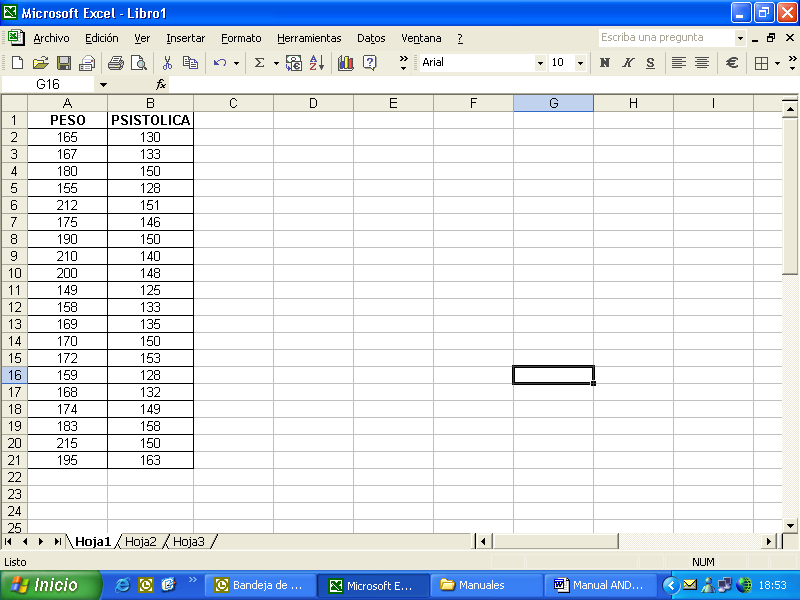 Microsoft Excel - Libro1
Archivo Edición Ver Insertar Formato Herramientas Datos Ventana ? Escriba una pregunta
Σ A Z Arial 10 N K S €
G16 fx
A B C D E F G H I
1 PESO PSISTOLICA
2 165 130
3 167 133
4 180 150
5 155 128
6 212 151
7 175 146
8 190 150
9 210 140
10 200 148
11 149 125
12 158 133
13 169 135
14 170 150
15 172 153
16 159 128
17 168 132
18 174 149
19 183 158
20 215 150
21 195 163
22
23
24
25
Hoja1 Hoja2 Hoja3
Listo NUM
Inicio Bandeja de ... Microsoft E... Manuales Manual AND... 18:53